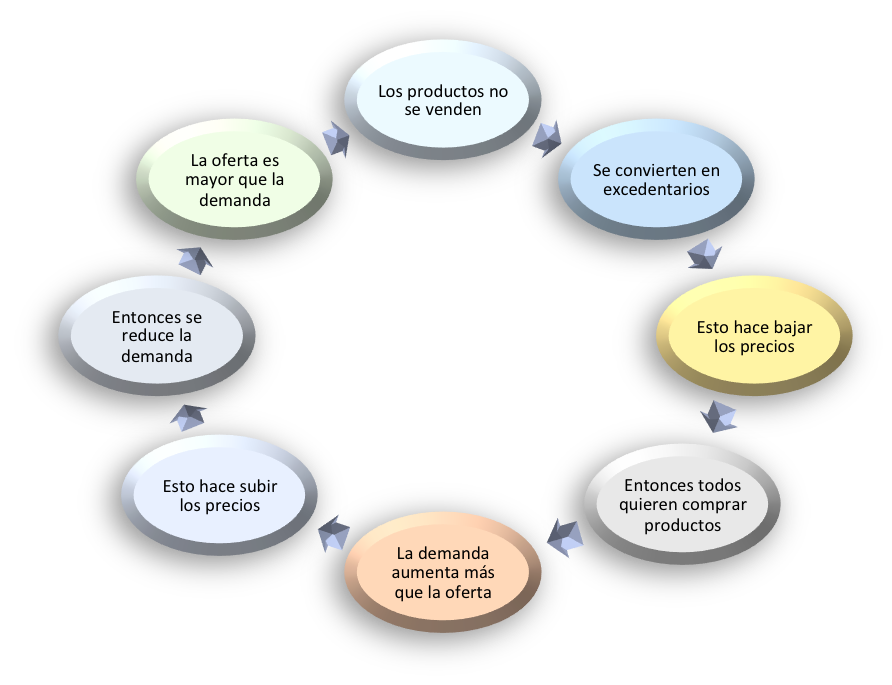 Los productos no
se venden
Se convierten en
excedentarios
Esto hace bajar
los precios
Entonces todos
quieren comprar
productos
La demanda
aumenta más
que la oferta
Esto hace subir
los precios
Entonces se
reduce la
demanda
La oferta es
mayor que la
demanda